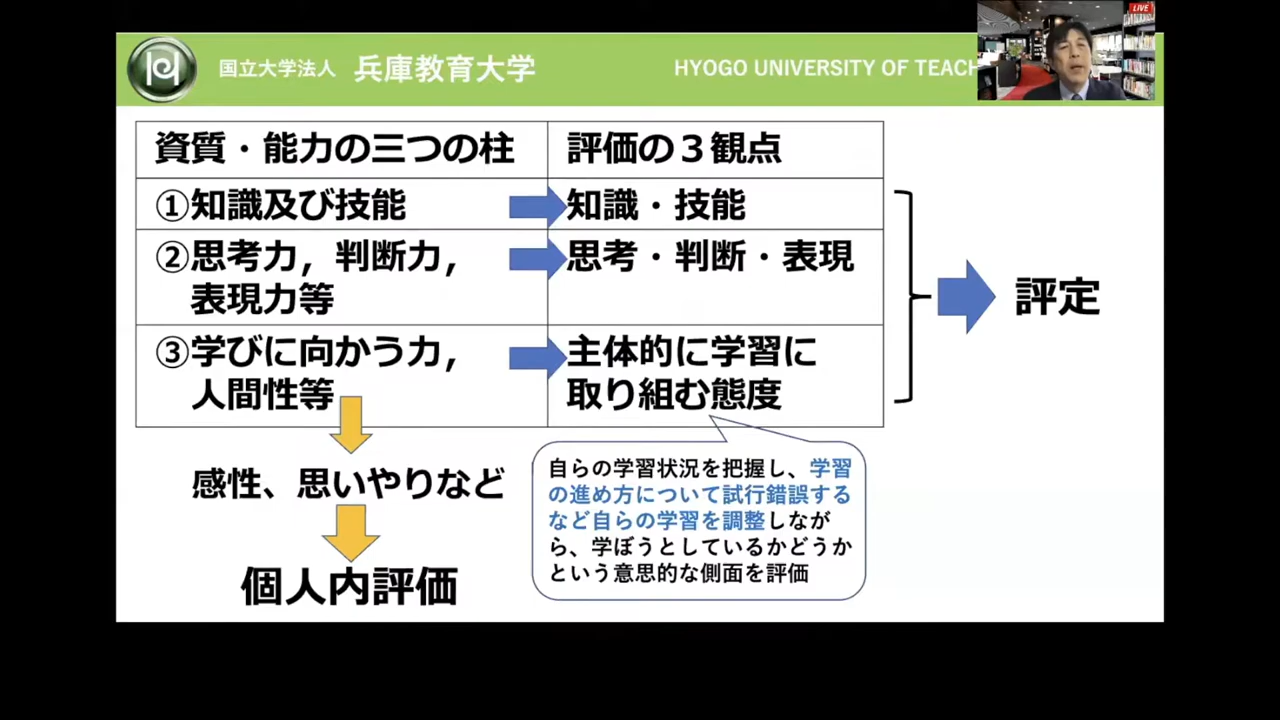 LIVE
国立大学法人 兵庫教育大学
HYOGO UNIVERSITY OF TEACH
資質・能力の三つの柱
評価の３観点
①知識及び技能
知識・技能
②思考力，判断力，
表現力等
思考・判断・表現
③学びに向かう力，
人間性等
主体的に学習に
取り組む態度
評定
感性、思いやりなど
個人内評価
自らの学習状況を把握し、学習
の進め方について試行錯誤する
など自らの学習を調整しなが
ら、学ぼうとしているかどうか
という意思的な側面を評価